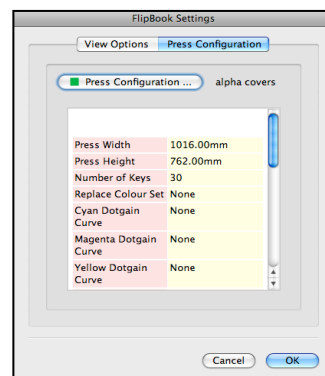 FlipBook Settings
View Options Press Configuration
Press Configuration ... alpha covers
Press Width 1016.00mm
Press Height 762.00mm
Number of Keys 30
Replace Colour Set None
Cyan Dotgain None
Curve
Magenta Dotgain None
Curve
Yellow Dotgain None
Curve
Cancel OK